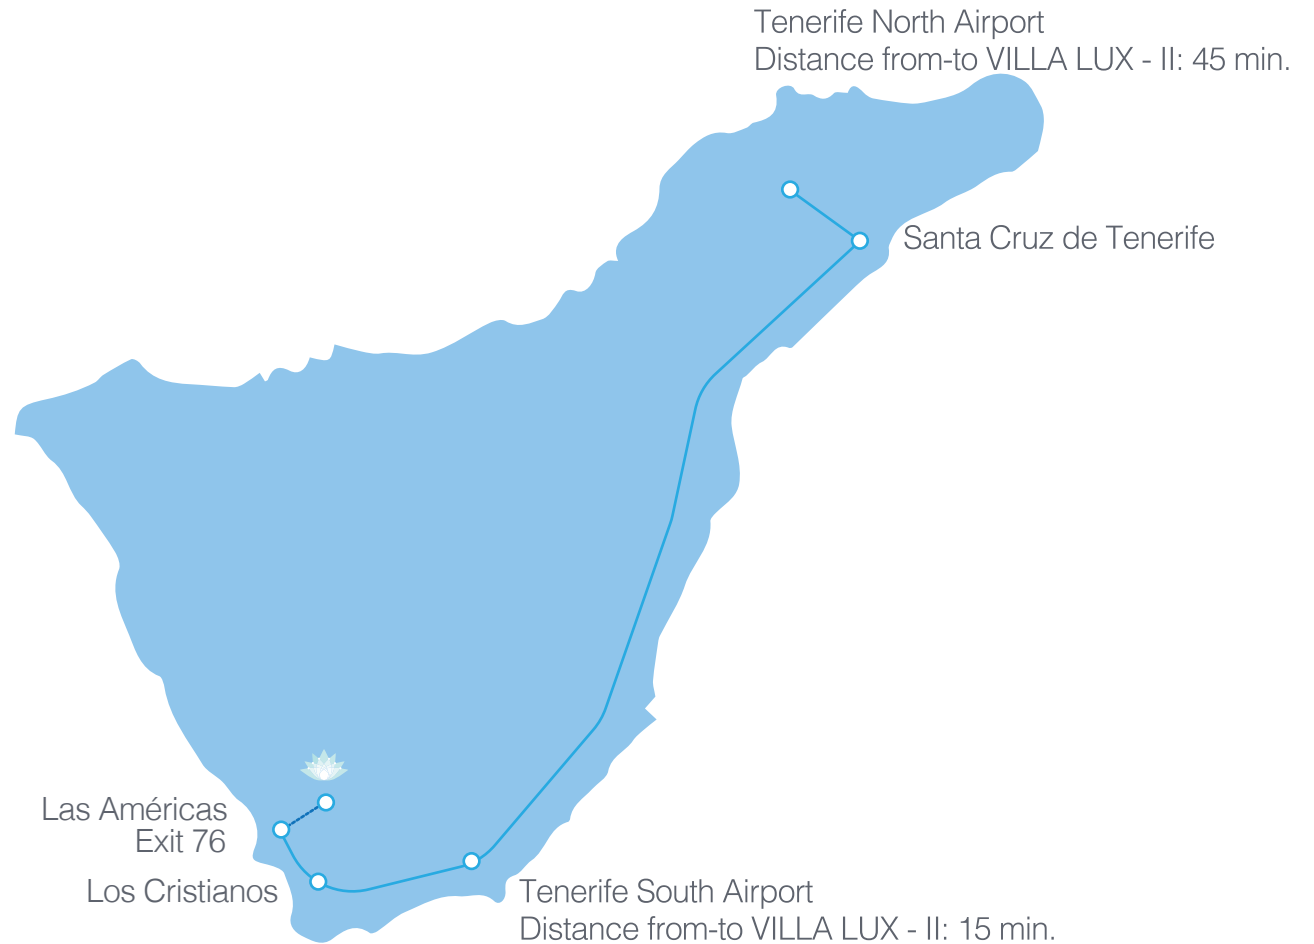 Tenerife North Airport
Distance from-to VILLA LUX - II: 45 min.
Santa Cruz de Tenerife
Las Américas
Exit 76
Los Cristianos
Tenerife South Airport
Distance from-to VILLA LUX - II: 15 min.